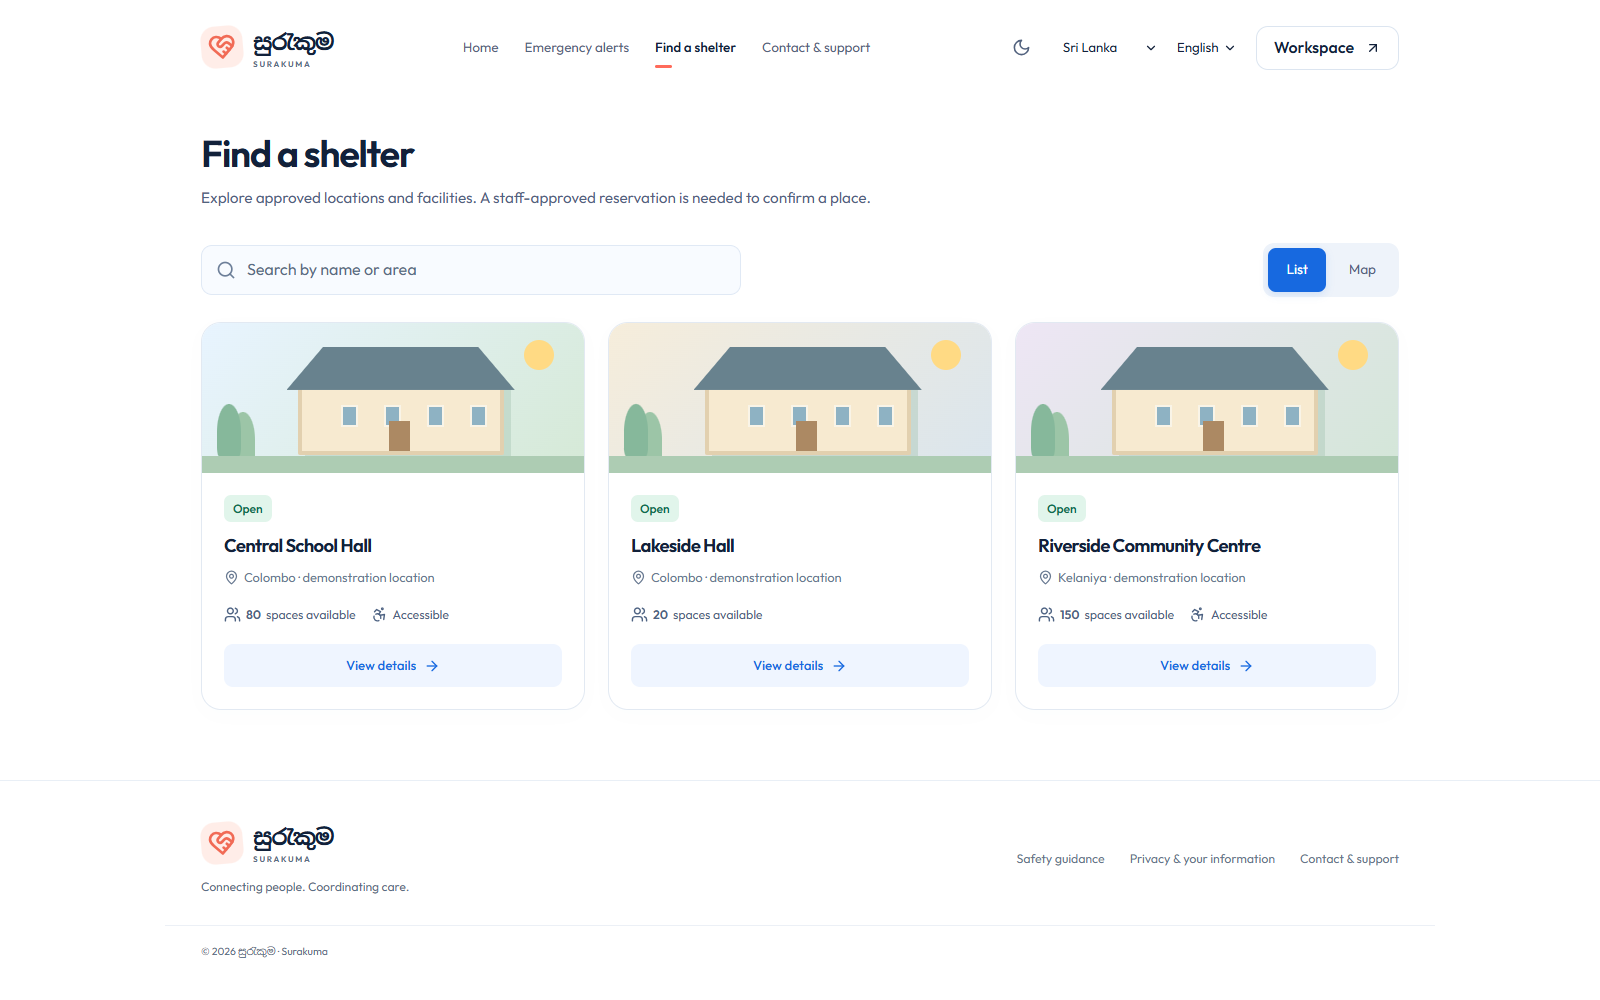 සුරැකුම
SURAKUMA
Home
Emergency alerts
Find a shelter
Contact & support
Sri Lanka
English
Workspace
Find a shelter
Explore approved locations and facilities. A staff-approved reservation is needed to confirm a place.
Search by name or area
List
Map
Open
Central School Hall
Colombo · demonstration location
80 spaces available
Accessible
View details
Open
Lakeside Hall
Colombo · demonstration location
20 spaces available
View details
Open
Riverside Community Centre
Kelaniya · demonstration location
150 spaces available
Accessible
View details
සුරැකුම
SURAKUMA
Connecting people. Coordinating care.
Safety guidance
Privacy & your information
Contact & support
© 2026 සුරැකුම · Surakuma